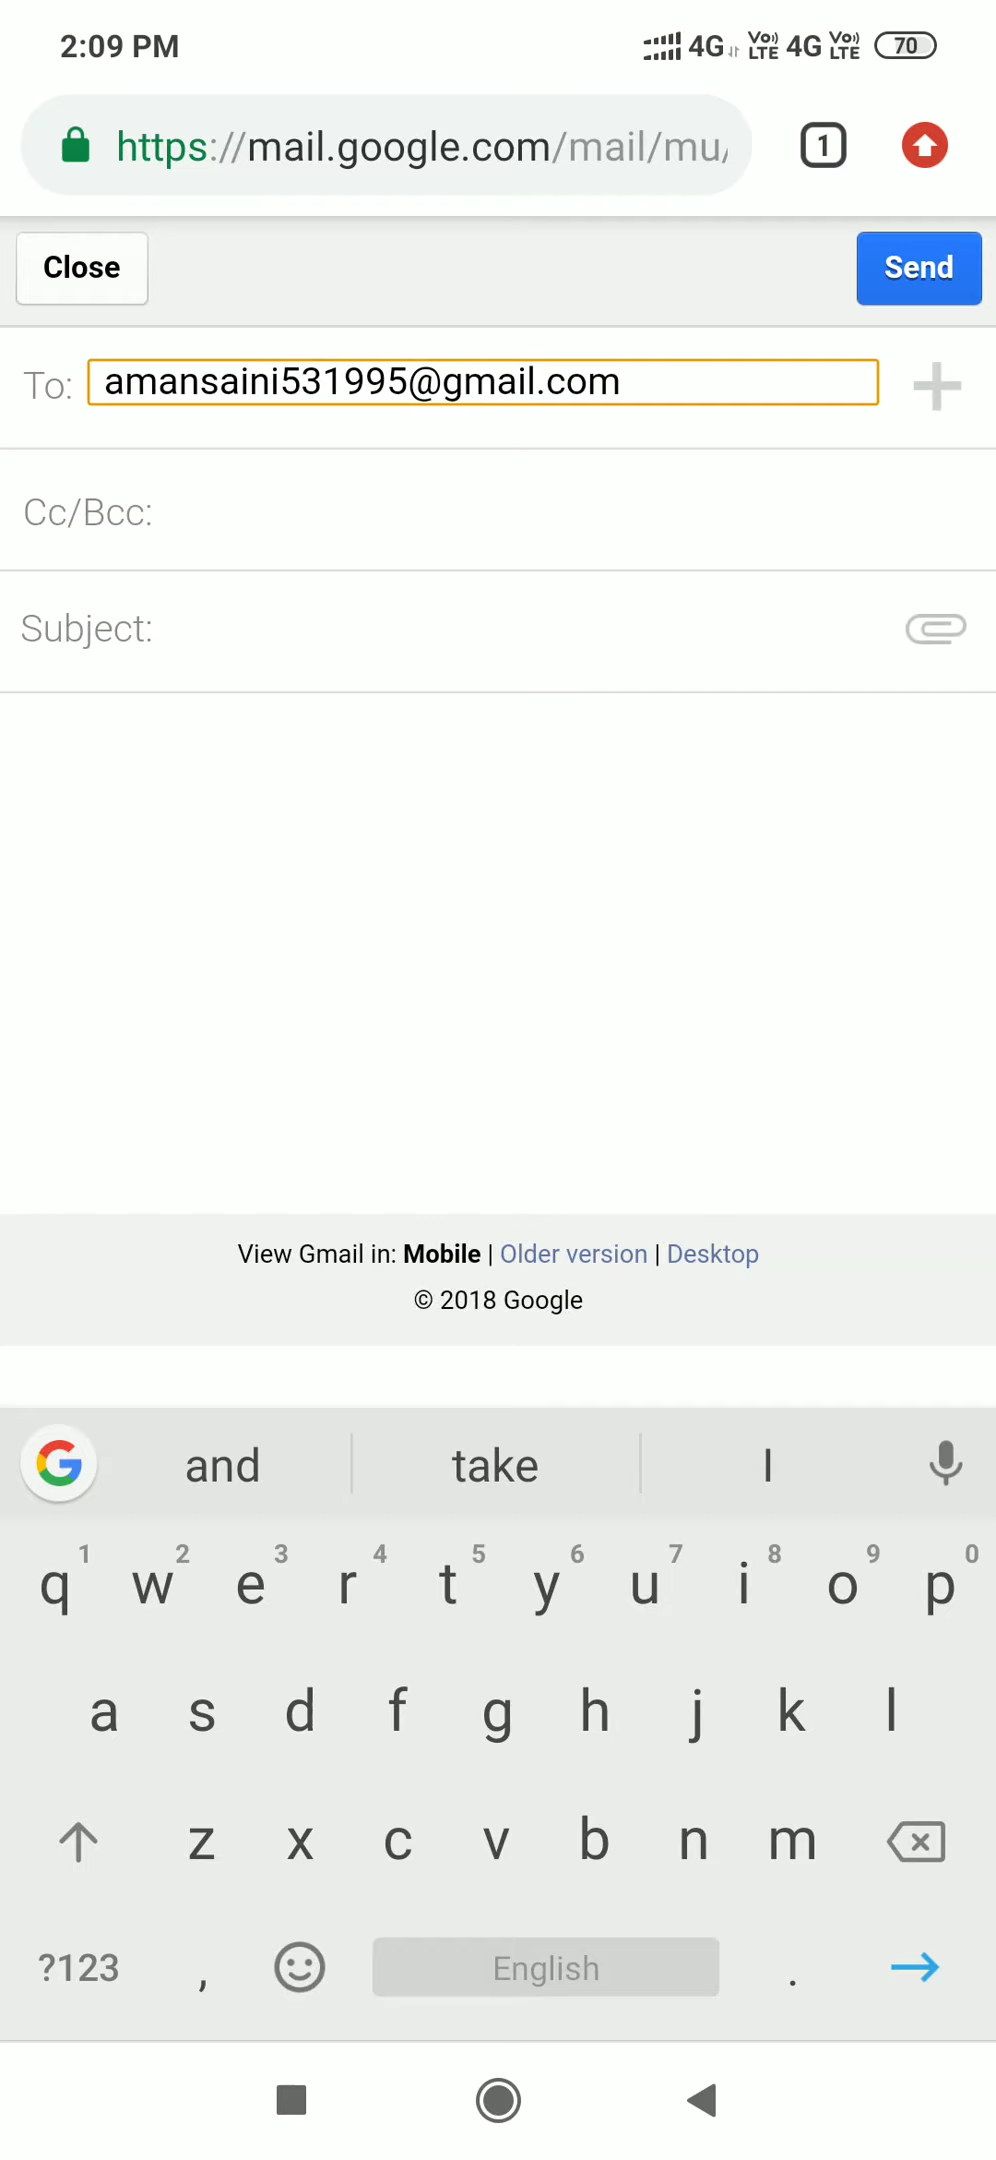 2:09 PM 4G VoLTE 4G VoLTE 70
https://mail.google.com/mail/mu/ 1
Close Send
To: amansaini531995@gmail.com
Cc/Bcc:
Subject:
View Gmail in: Mobile | Older version | Desktop
© 2018 Google
G and take I
1 2 3 4 5 6 7 8 9 0
q w e r t y u i o p
a s d f g h j k l
z x c v b n m
?123 , English .